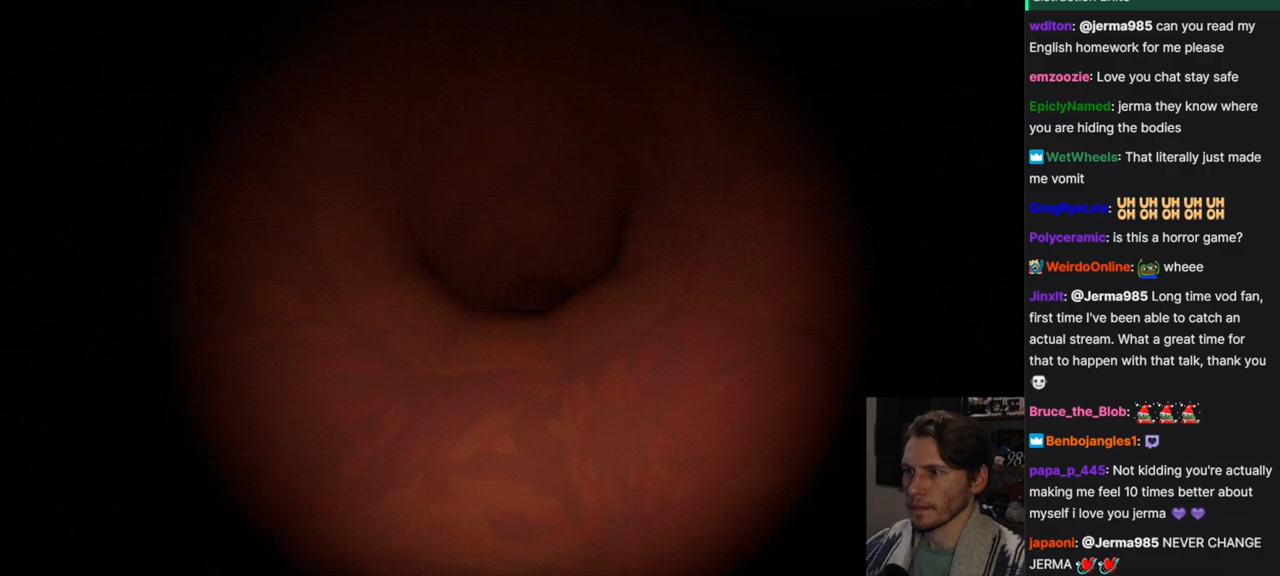 wdlton: @jerma985 can you read my
English homework for me please
emzoozie: Love you chat stay safe
EpiclyNamed: jerma they know where
you are hiding the bodies
WetWheels: That literally just made
me vomit
UH UH UH UH UH
OH OH OH OH OH
Polyceramic: is this a horror game?
WeirdoOnline: wheee
Jinxlt: @Jerma985 Long time vod fan,
first time I've been able to catch an
actual stream. What a great time for
that to happen with that talk, thank you
Bruce_the_Blob:
Benbojangles1:
papa_p_445: Not kidding you're actually
making me feel 10 times better about
myself i love you jerma
japaoni: @Jerma985 NEVER CHANGE
JERMA